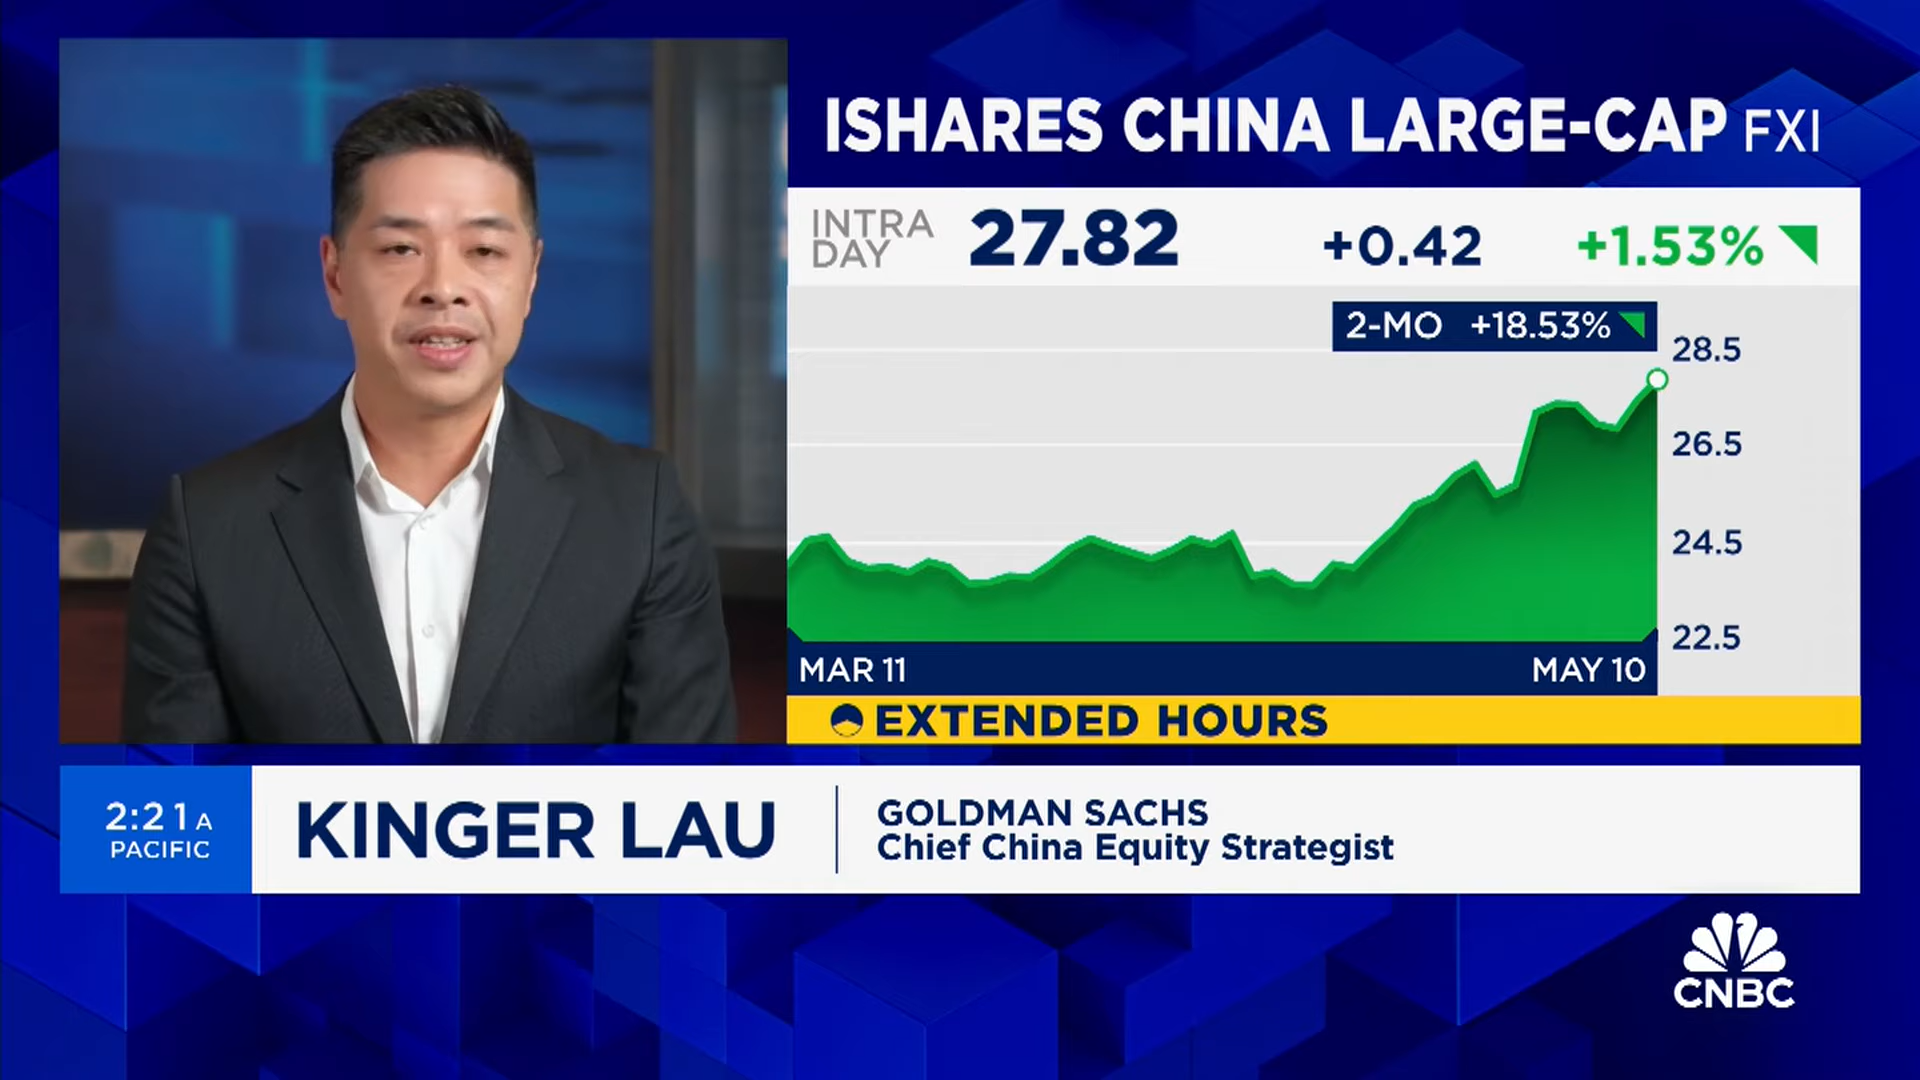 ISHARES CHINA LARGE-CAP FXI
INTRA
DAY
27.82 +0.42 +1.53%
2-MO +18.53%
28.5
26.5
24.5
22.5
MAR 11 MAY 10
EXTENDED HOURS
2:21 A
PACIFIC
KINGER LAU
GOLDMAN SACHS
Chief China Equity Strategist
CNBC